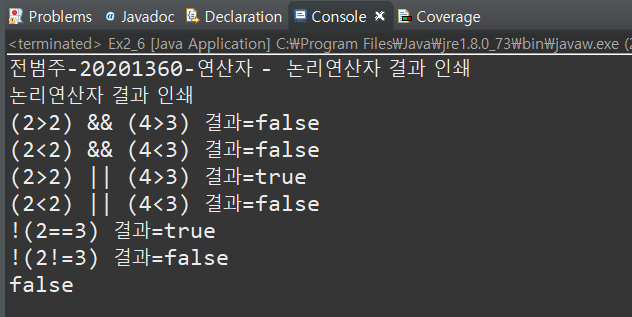 Problems Javadoc Declaration Console Coverage
<terminated> Ex2_6 [Java Application] C:₩Program Files₩Java₩jre1.8.0_73₩bin₩javaw.exe (2
전범주-20201360-연산자 - 논리연산자 결과 인쇄
논리연산자 결과 인쇄
(2>2) && (4>3) 결과=false
(2<2) && (4<3) 결과=false
(2>2) || (4>3) 결과=true
(2<2) || (4<3) 결과=false
!(2==3) 결과=true
!(2!=3) 결과=false
false